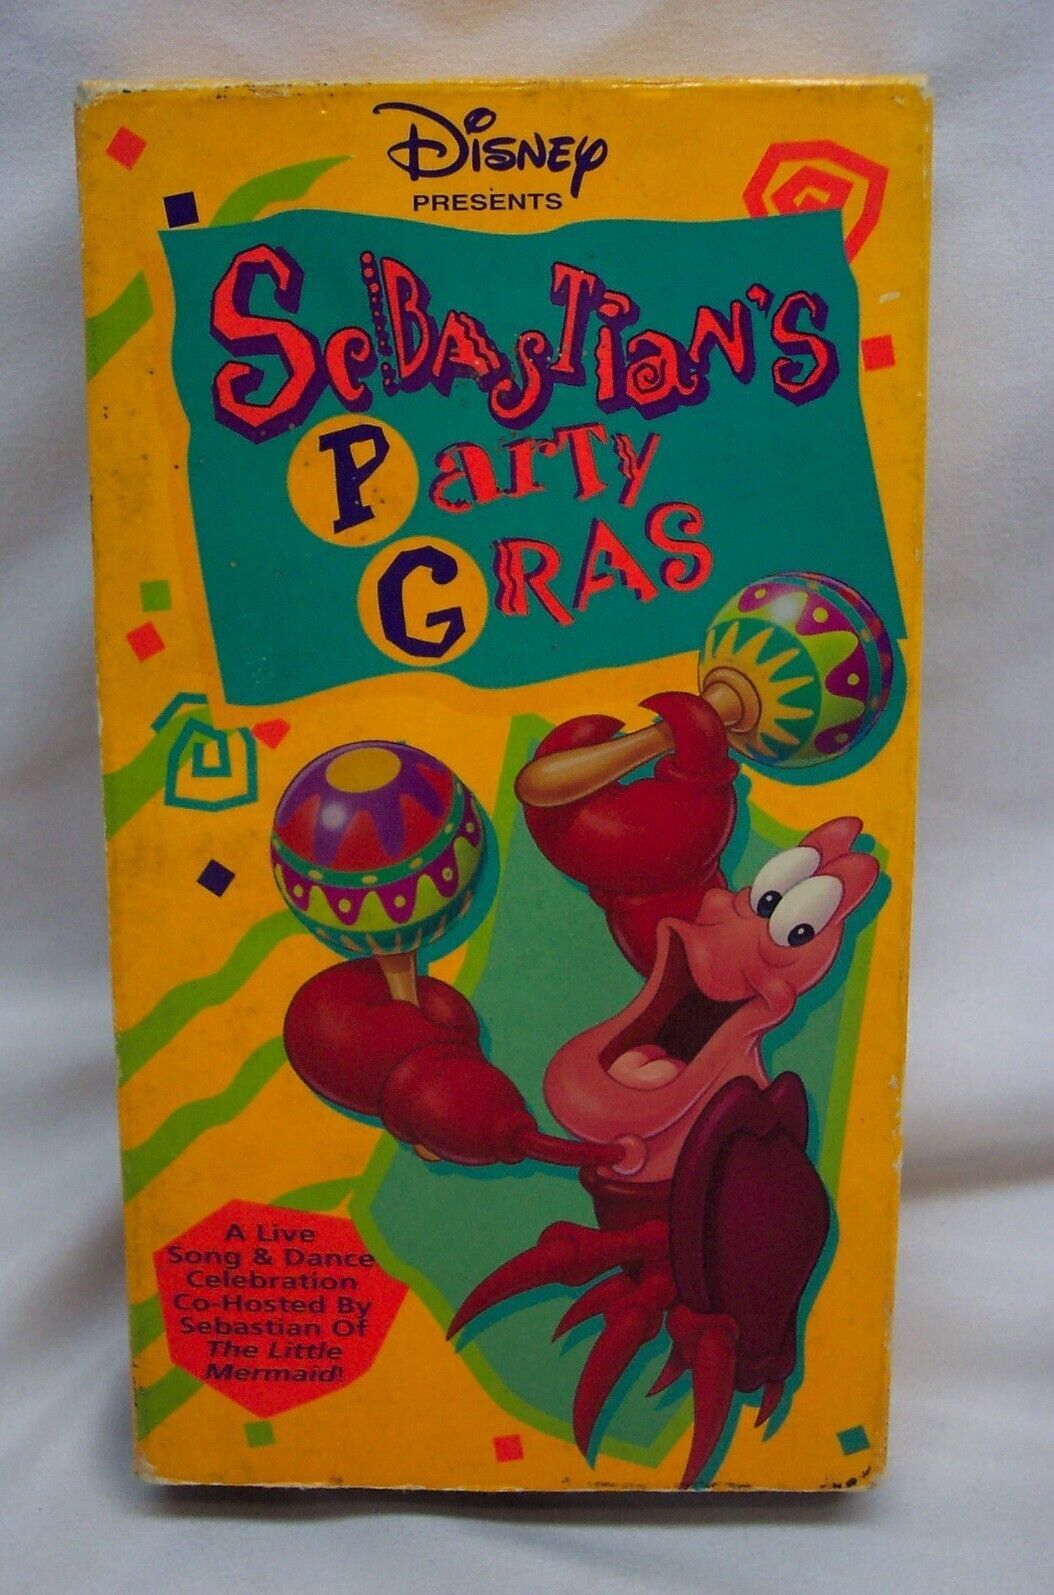 Disney
PRESENTS
SeBasTian's
Party
GRAS
A Live
Song & Dance
Celebration
Co-Hosted By
Sebastian Of
The Little
Mermaid!